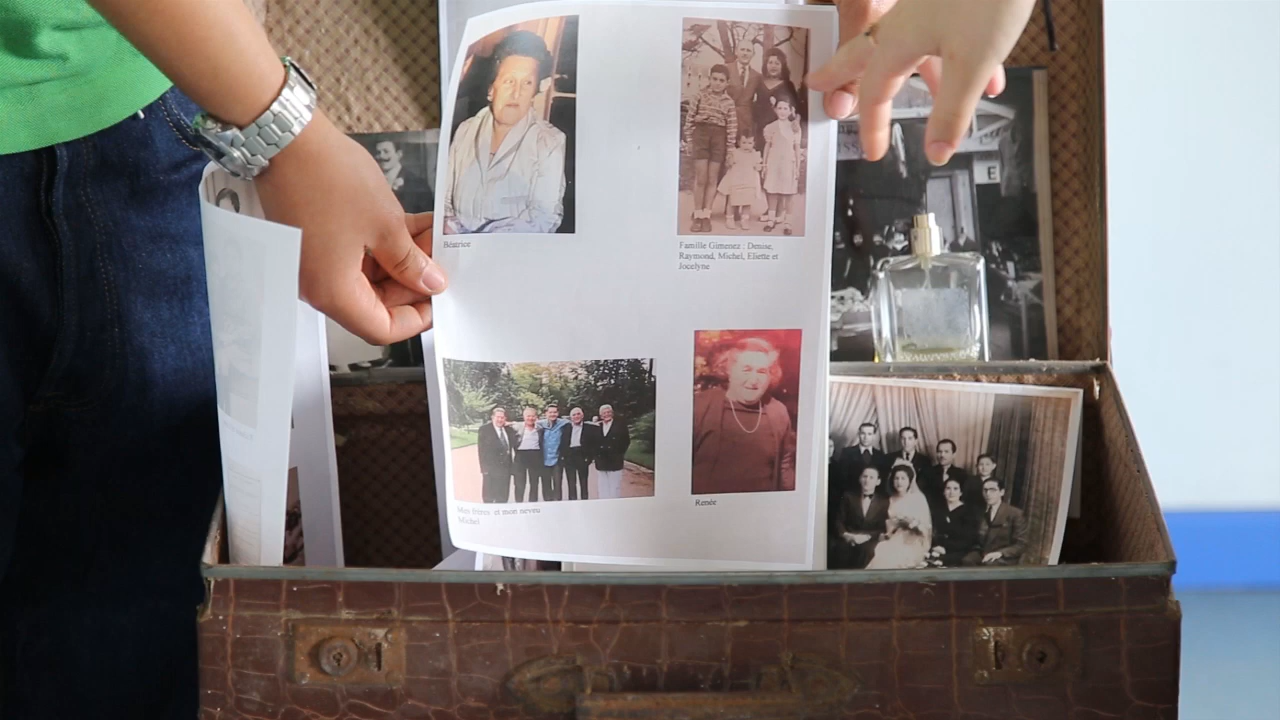 Béatrice
Famille Gimenez : Denise,
Raymond, Michel, Eliette et
Jocelyne
Mes frères et mon neveu
Michel
Renée
E